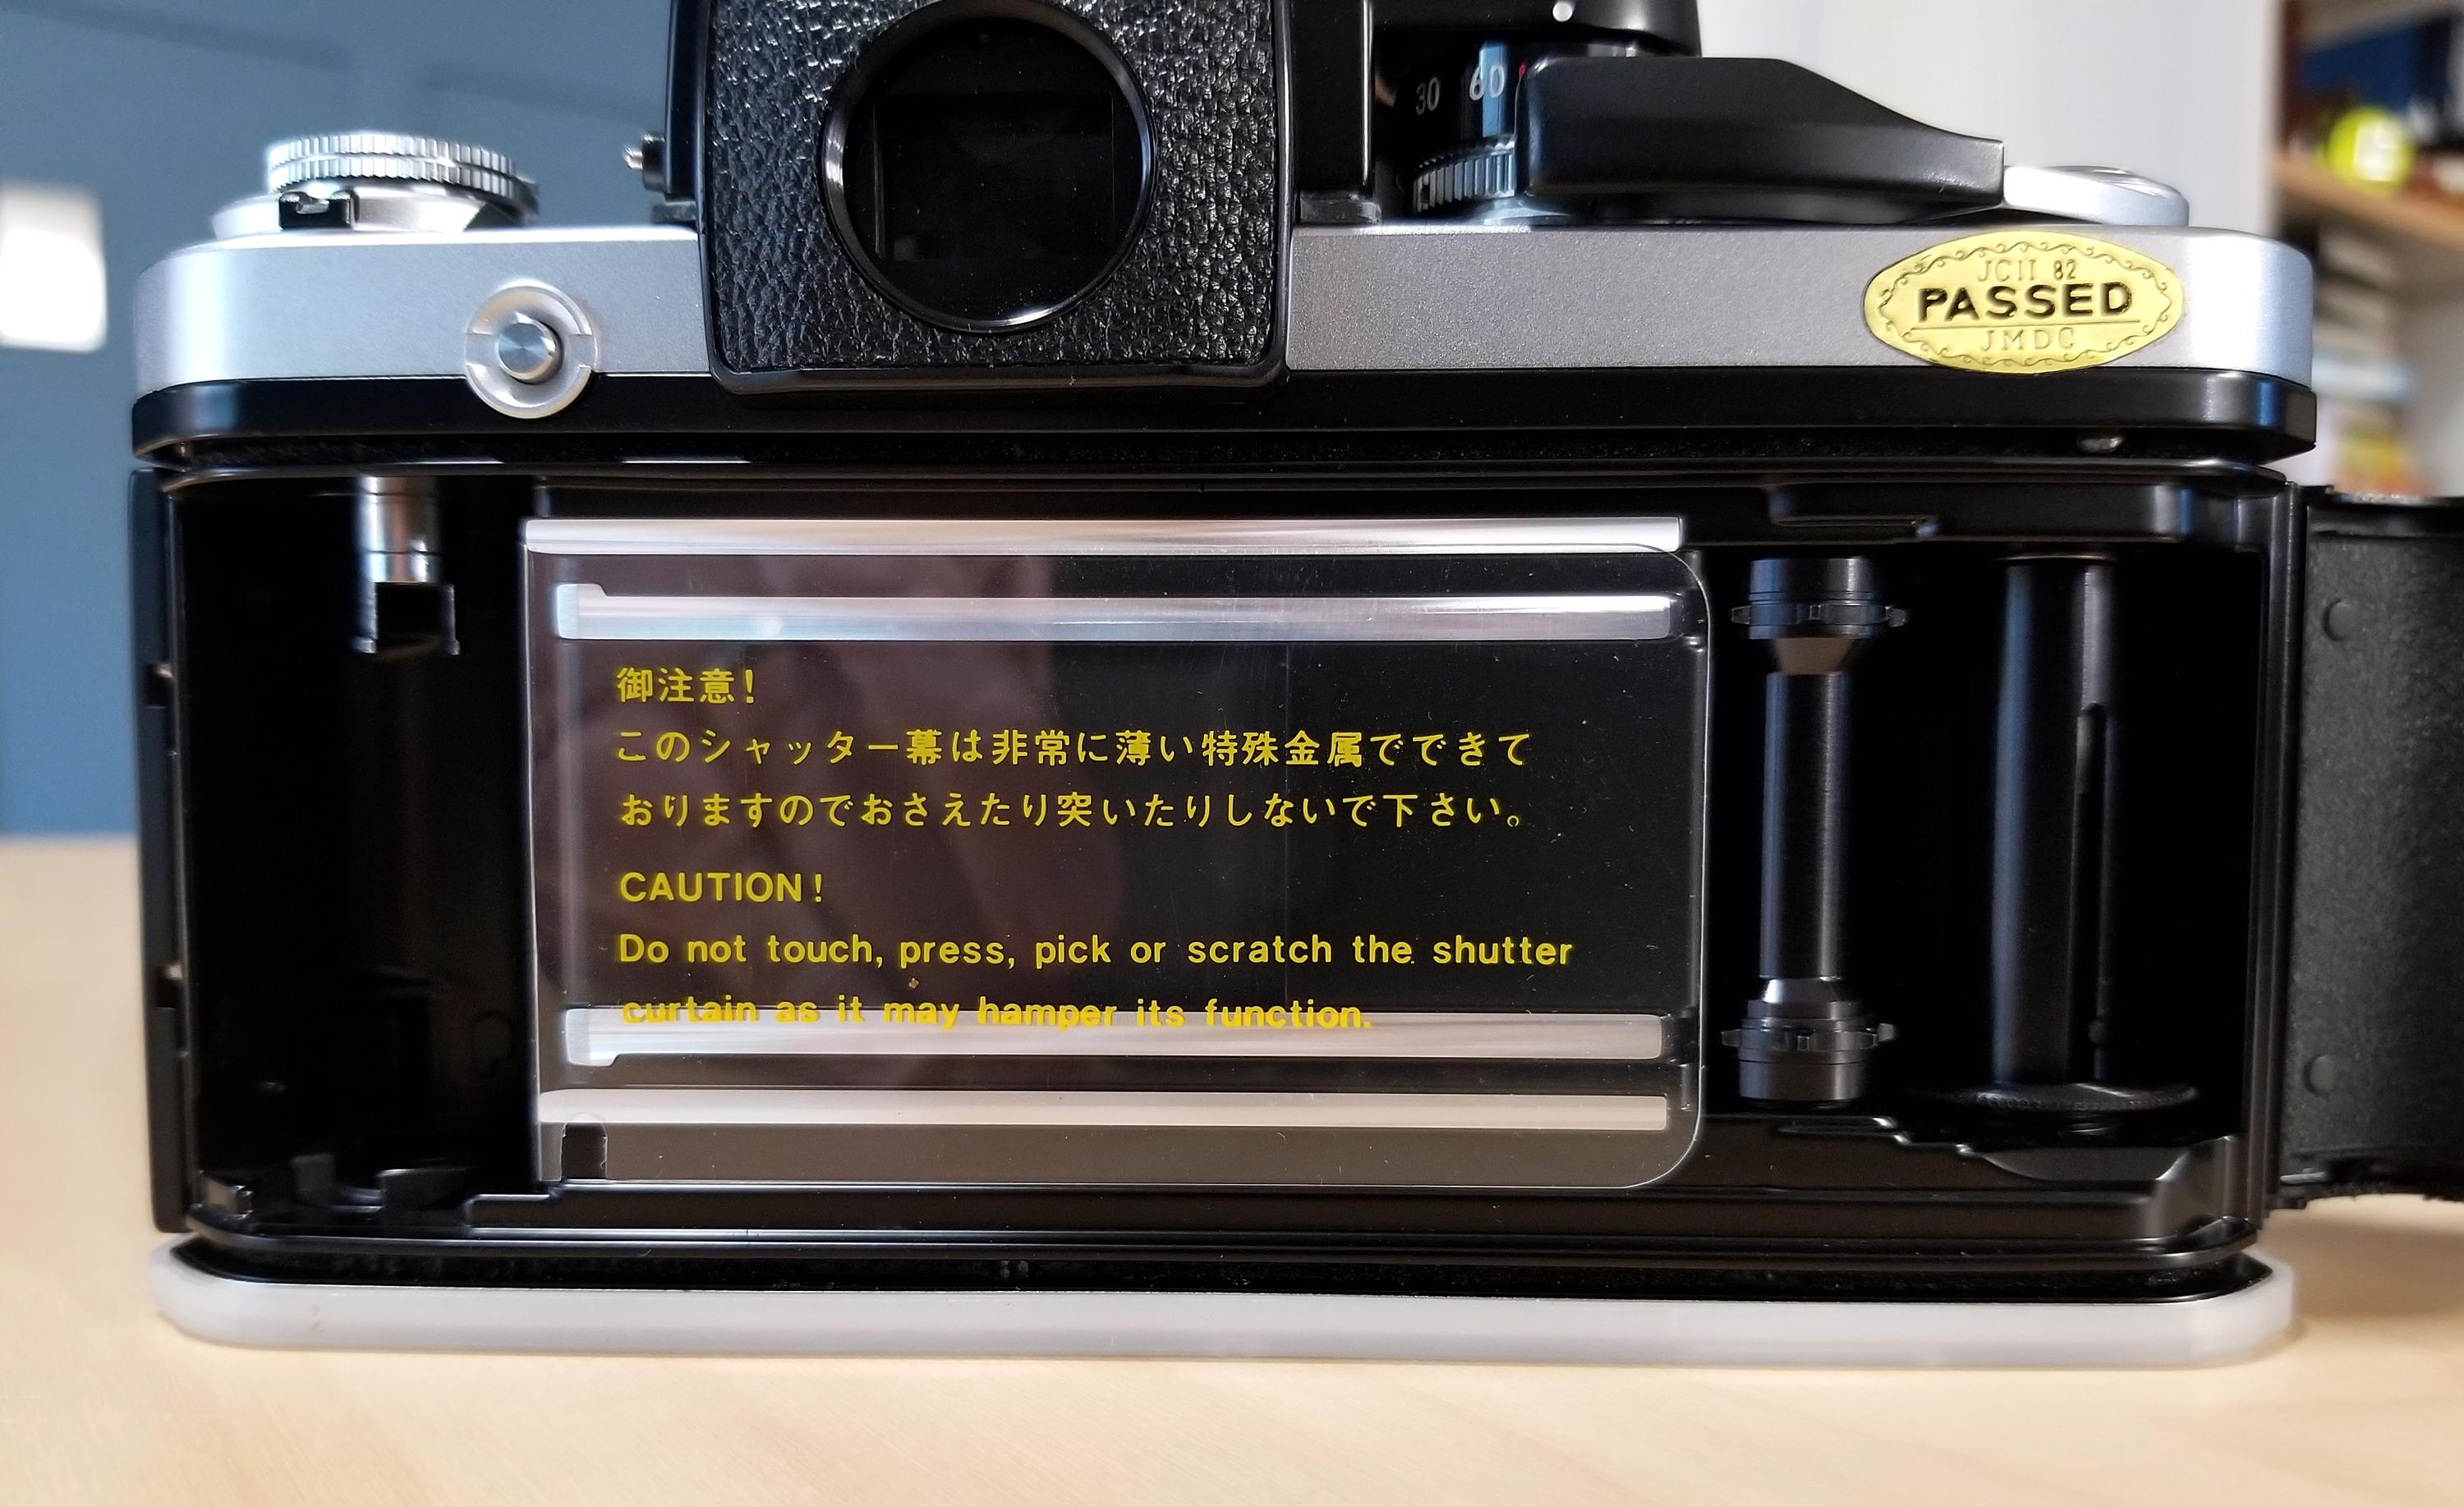 30 60
JCII 82
PASSED
JMDC
御注意!
このシャッター幕は非常に薄い特殊金属でできて
おりますのでおさえたり突いたりしないで下さい。
CAUTION!
Do not touch, press, pick or scratch the shutter
curtain as it may hamper its function.